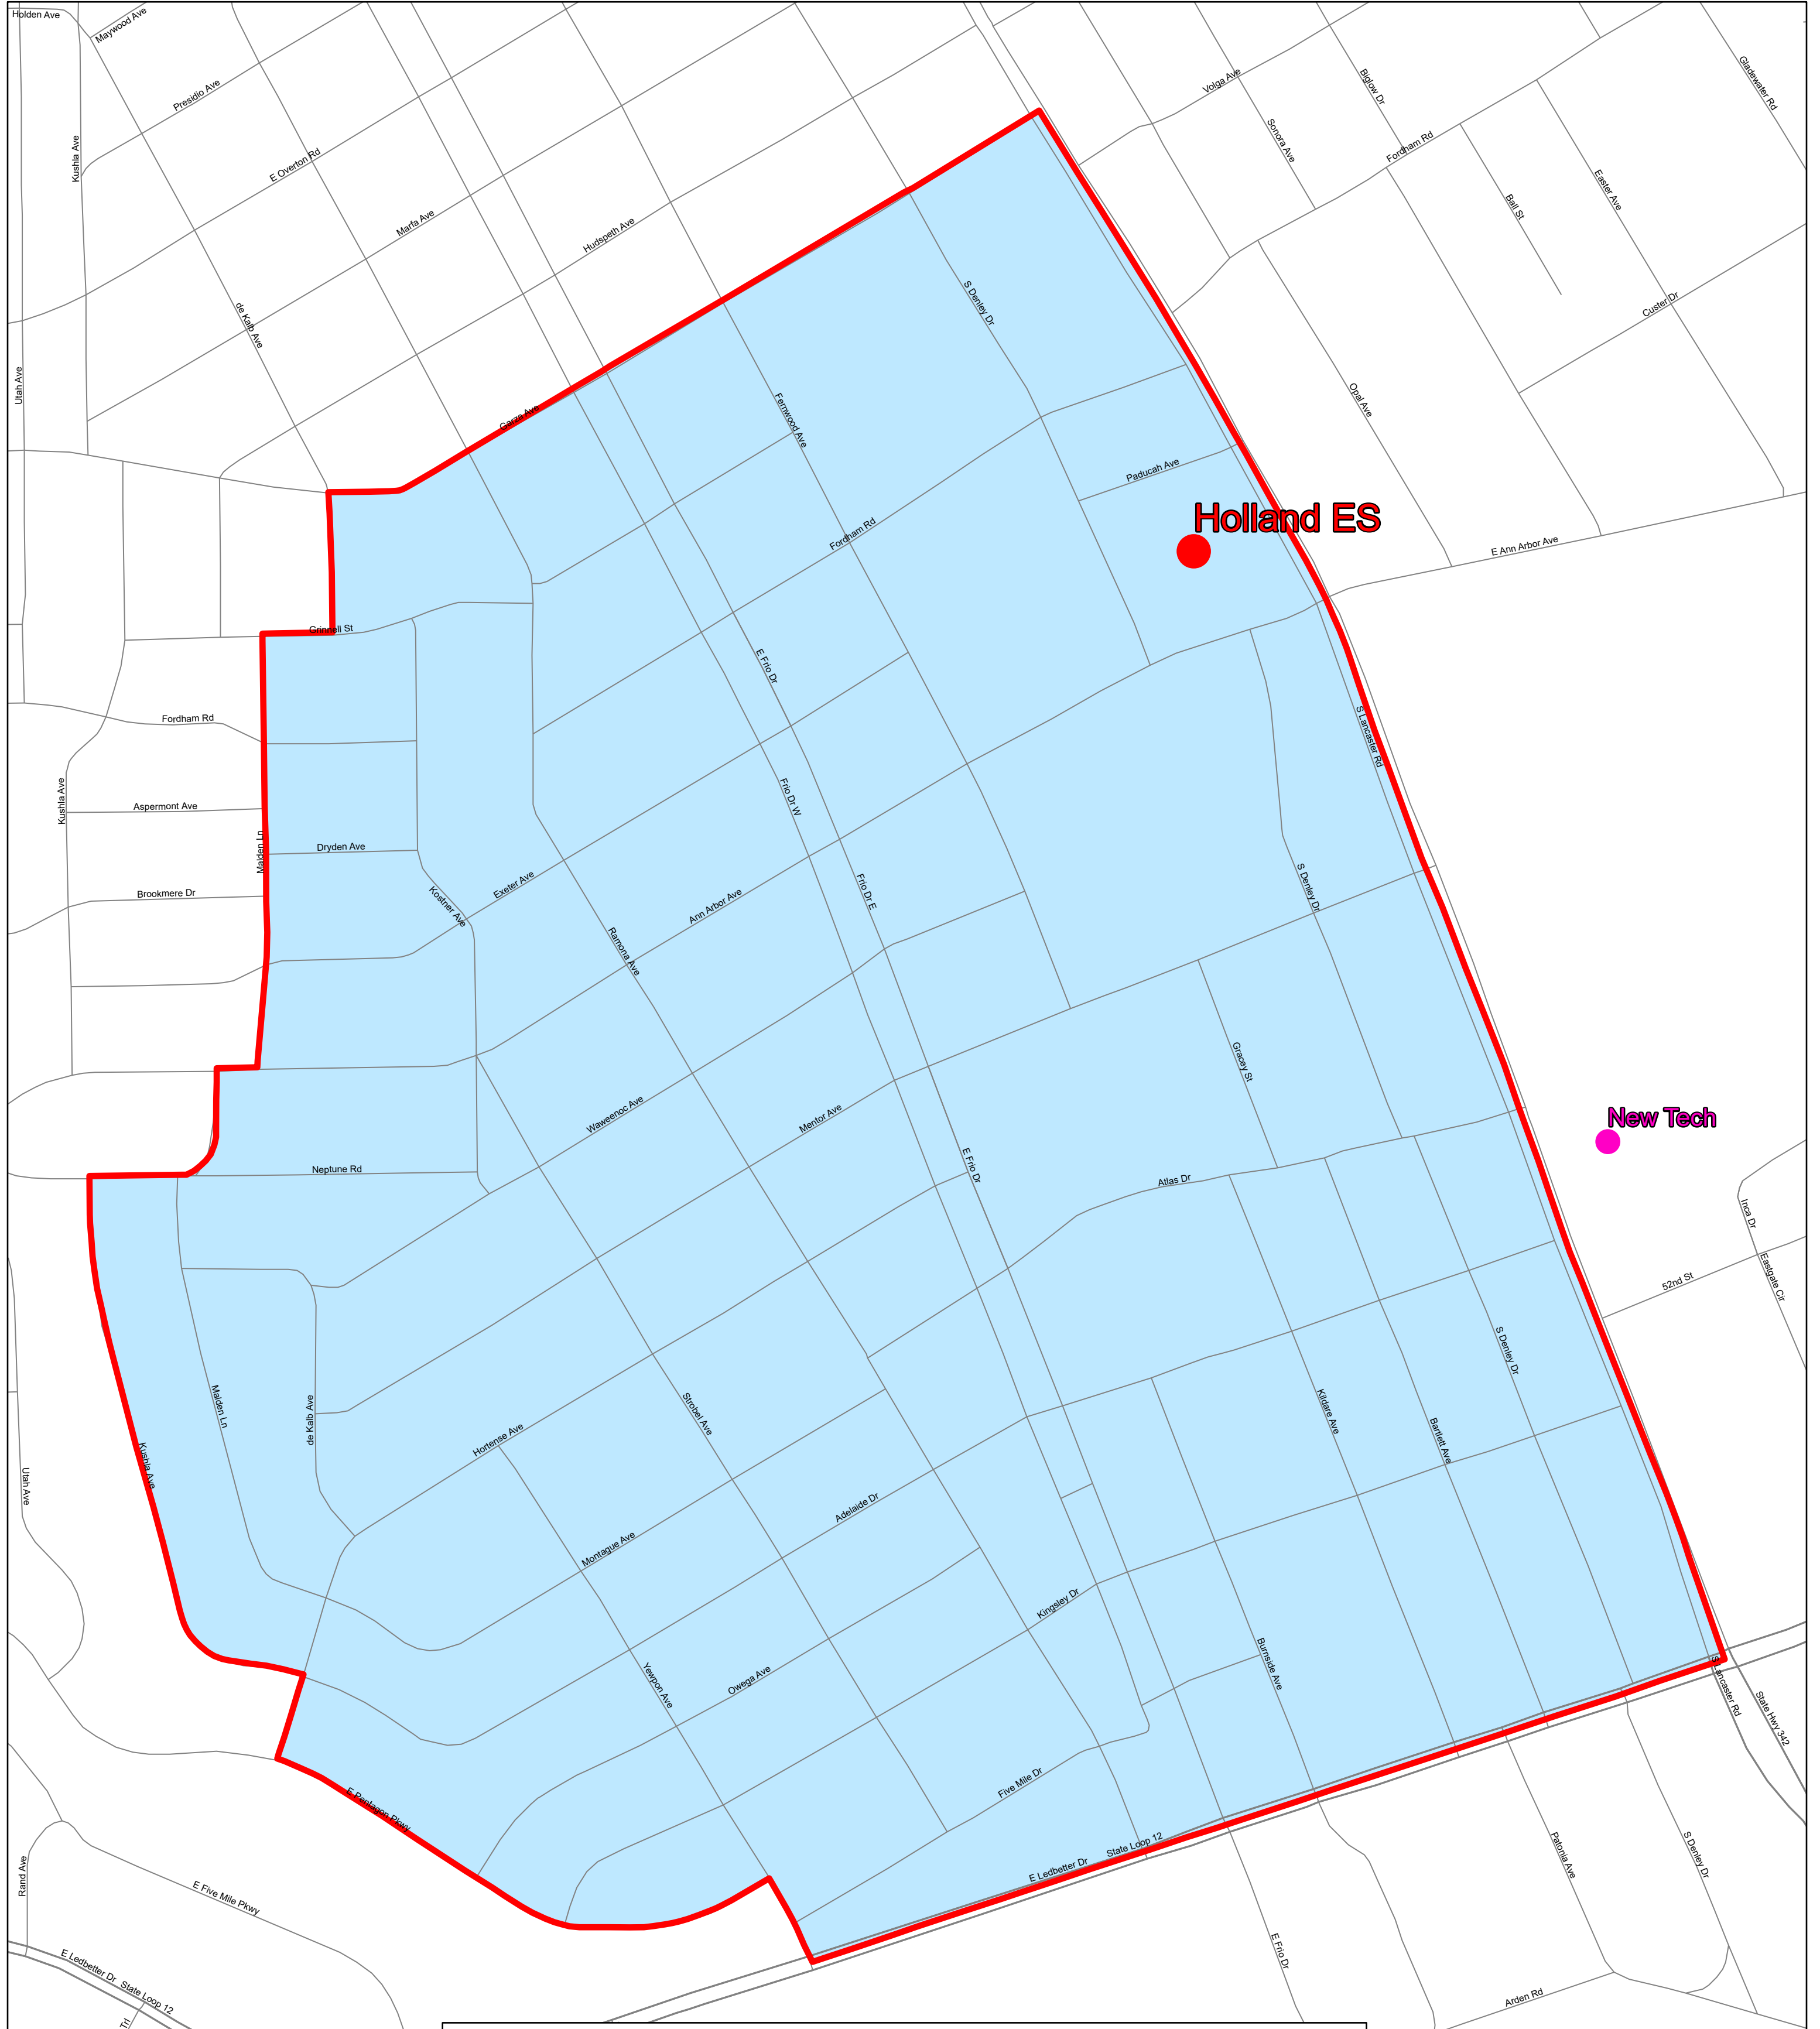 Holden Ave
Maywood Ave
Presidio Ave
Kushla Ave
E Overton Rd
Marfa Ave
Hudspeth Ave
de Kalb Ave
Utah Ave
Garza Ave
Volga Ave
Sonora Ave
Biglow Dr
Fordham Rd
Ball St
Easter Ave
Gladewater Rd
Custer Dr
Opal Ave
E Ann Arbor Ave
S Denley Dr
Fernwood Ave
Paducah Ave
Fordham Rd
Holland ES
Grinnell St
E Frio Dr
Fordham Rd
Kushla Ave
Aspermont Ave
Malden Ln
Dryden Ave
Brookmere Dr
Kostner Ave
Exeter Ave
Frio Dr W
Frio Dr E
Ann Arbor Ave
Ramona Ave
S Lancaster Rd
S Denley Dr
Gracey St
Waweenoc Ave
Mentor Ave
New Tech
Neptune Rd
E Frio Dr
Atlas Dr
Inca Dr
Eastgate Cir
52nd St
S Denley Dr
Malden Ln
de Kalb Ave
Kushla Ave
Utah Ave
Hortense Ave
Strobel Ave
Kildare Ave
Bartlett Ave
Montague Ave
Adelaide Dr
Kingsley Dr
Yewpon Ave
Owega Ave
Burnside Ave
S Lancaster Rd
State Hwy 342
Five Mile Dr
E Pentagon Pkwy
State Loop 12
E Ledbetter Dr
Patonia Ave
S Denley Dr
Rand Ave
E Five Mile Pkwy
E Ledbetter Dr State Loop 12
E Frio Dr
Arden Rd
Trl